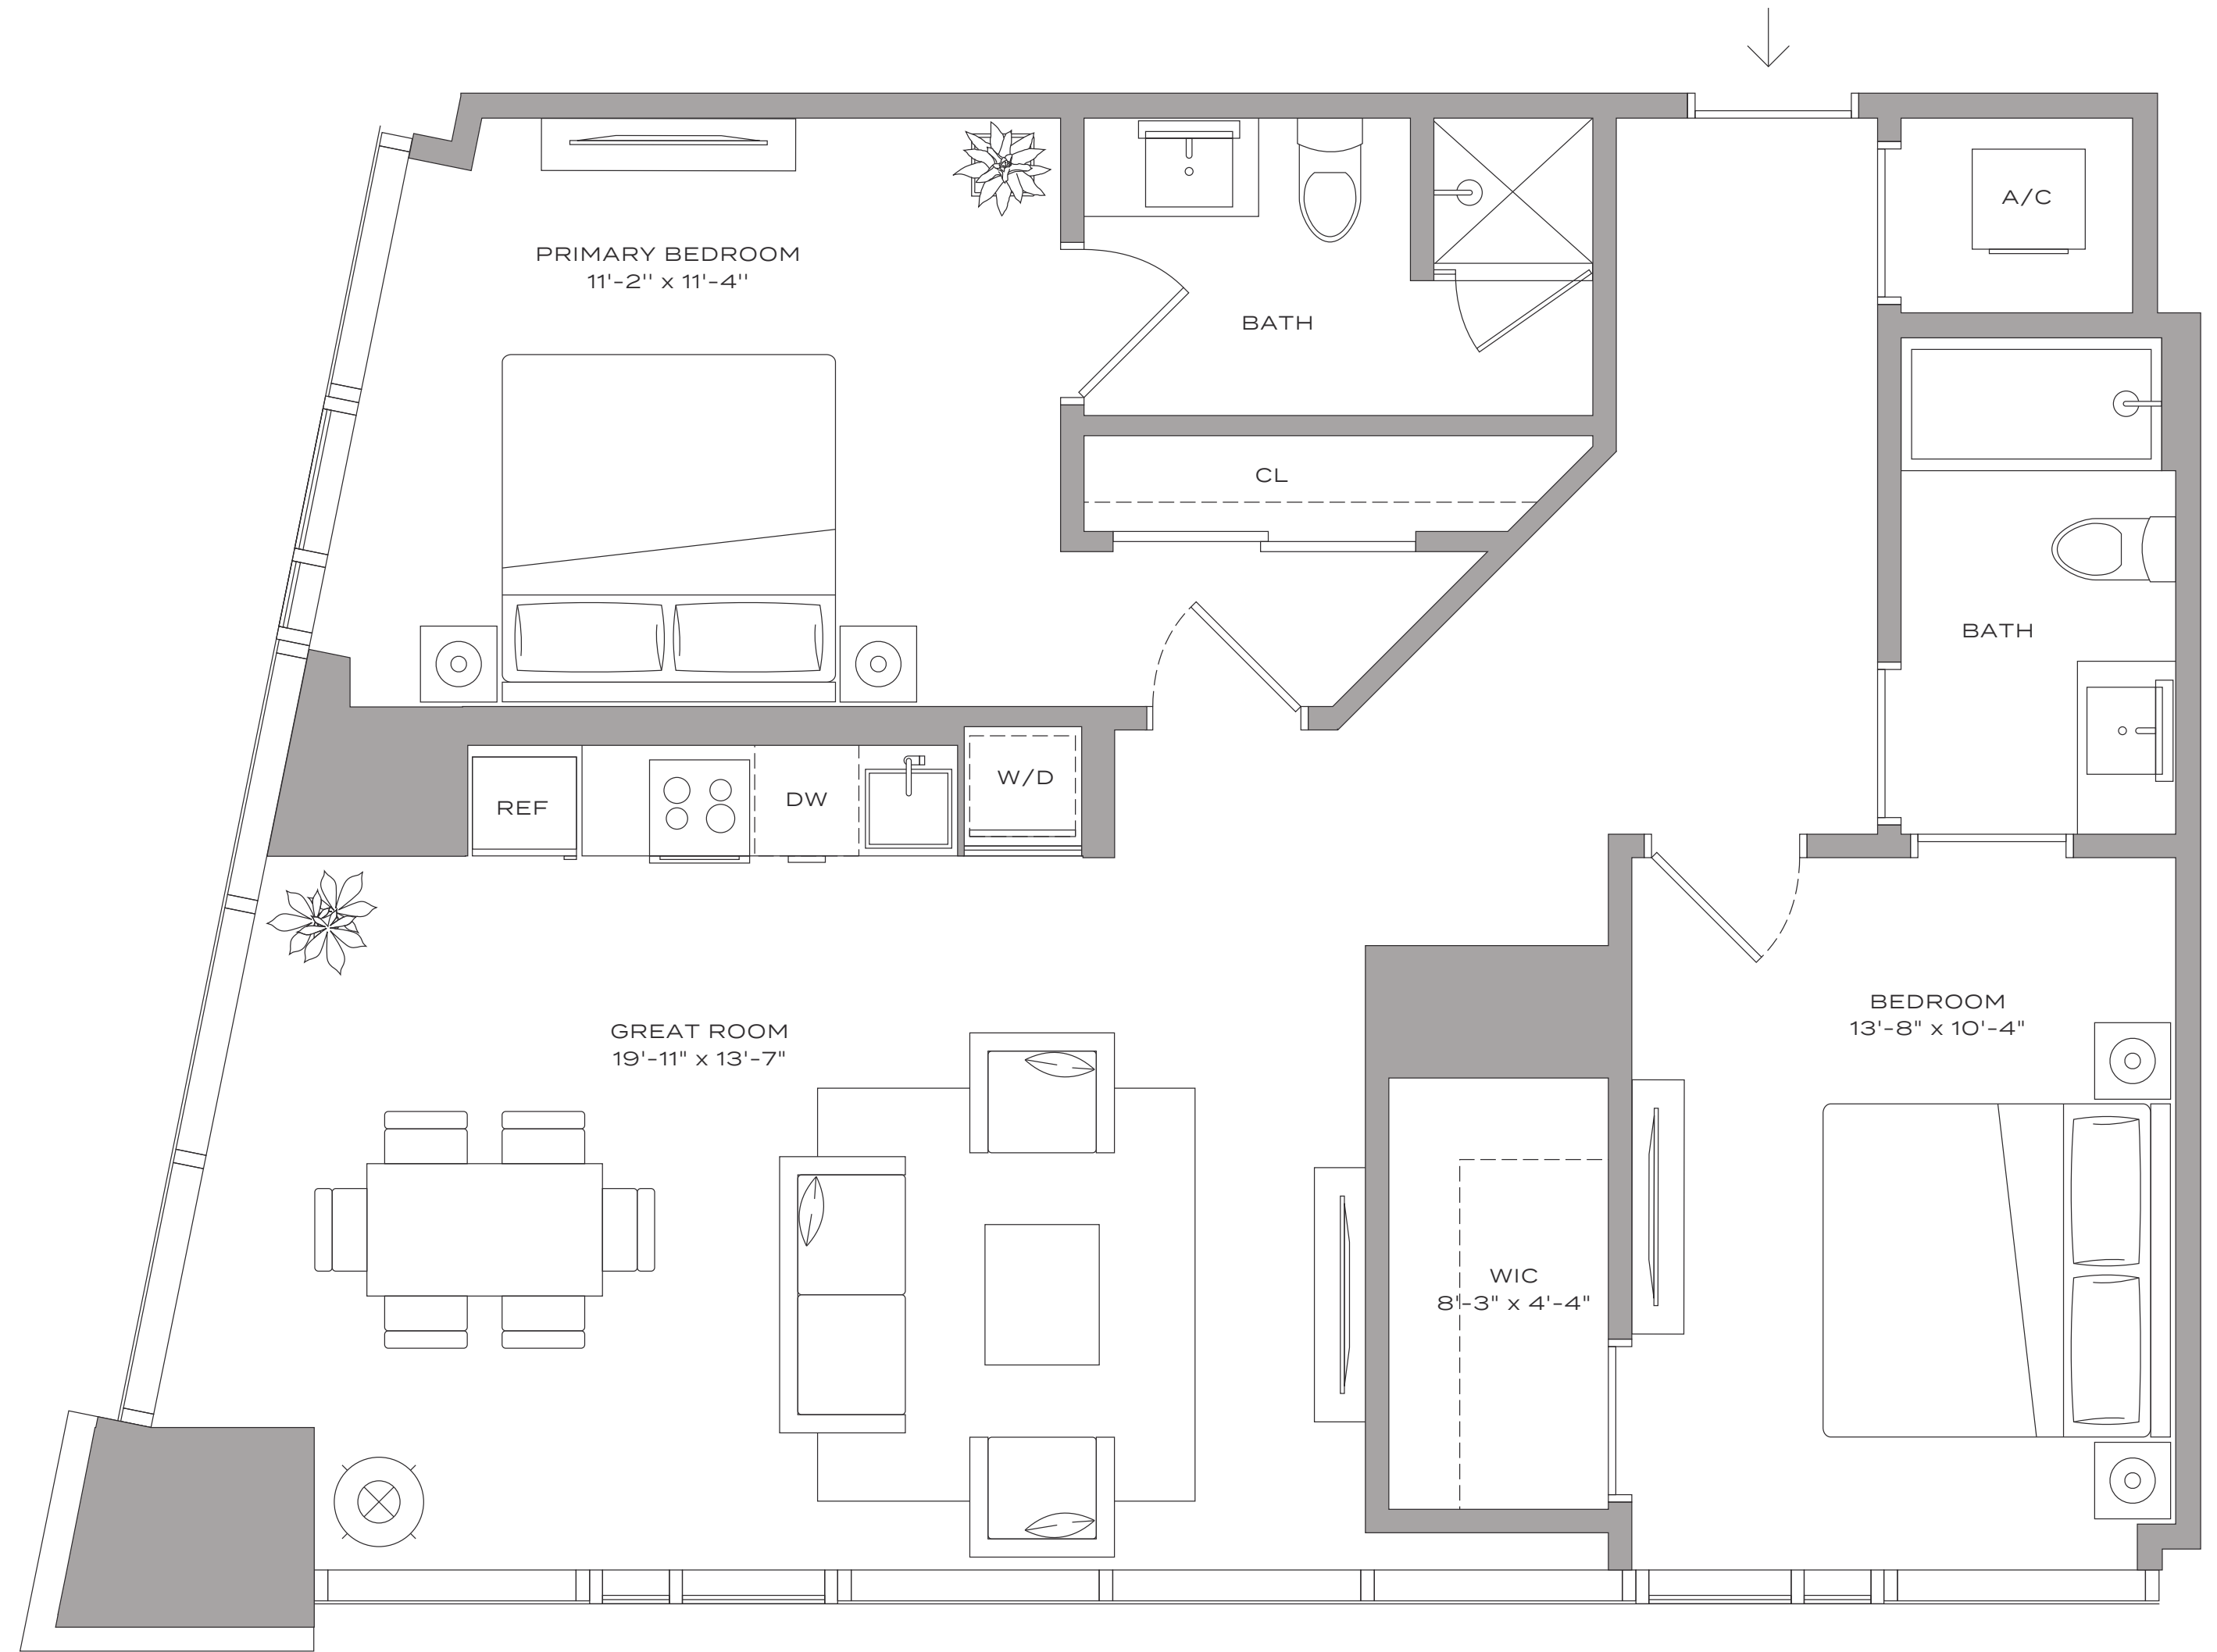 A/C
PRIMARY BEDROOM
11'-2'' x 11'-4''
BATH
CL
BATH
REF
DW
W/D
GREAT ROOM
19'-11" x 13'-7"
BEDROOM
13'-8" x 10'-4"
WIC
8'-3" x 4'-4"